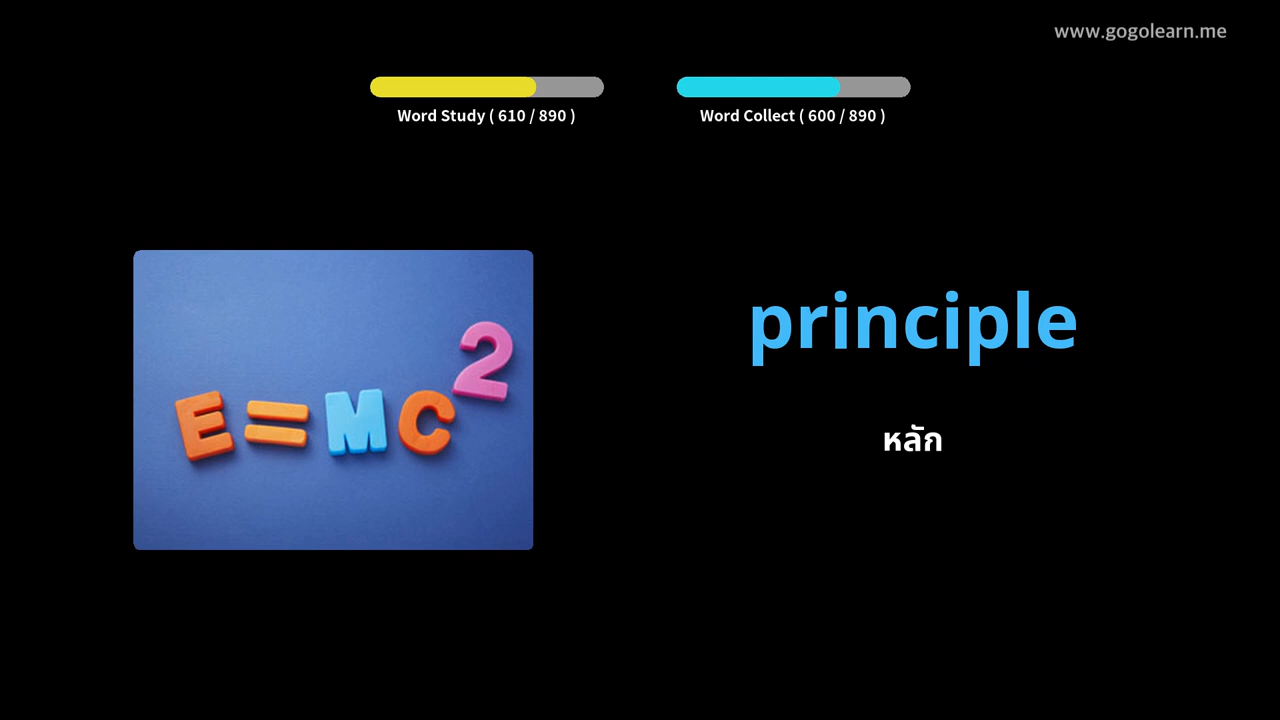 www.gogolearn.me
Word Study ( 610 / 890 )
Word Collect ( 600 / 890 )
E=MC2
principle
หลัก